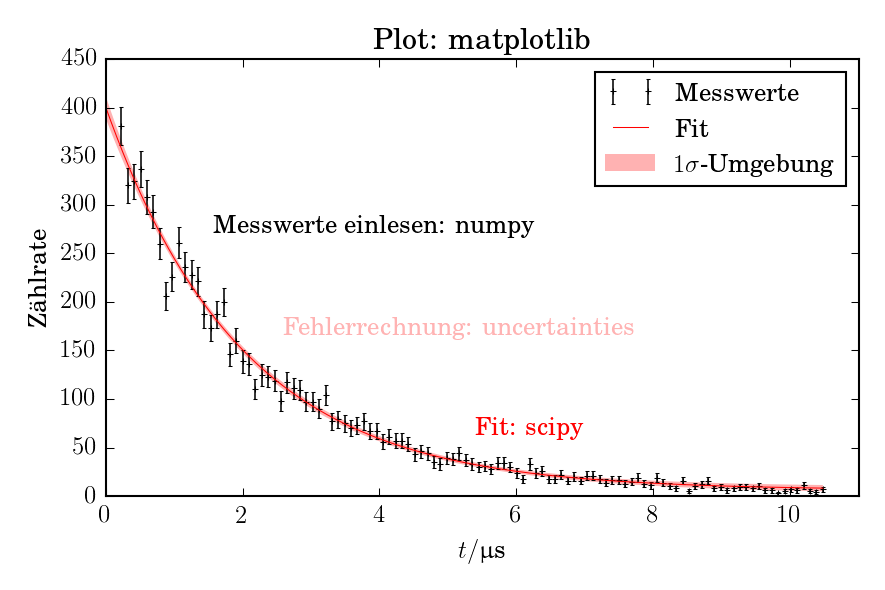 Plot: matplotlib
450
400
350
300
250
200
150
100
50
0
Zählrate
Messwerte
Fit
1σ-Umgebung
Messwerte einlesen: numpy
Fehlerrechnung: uncertainties
Fit: scipy
0 2 4 6 8 10
t/µs